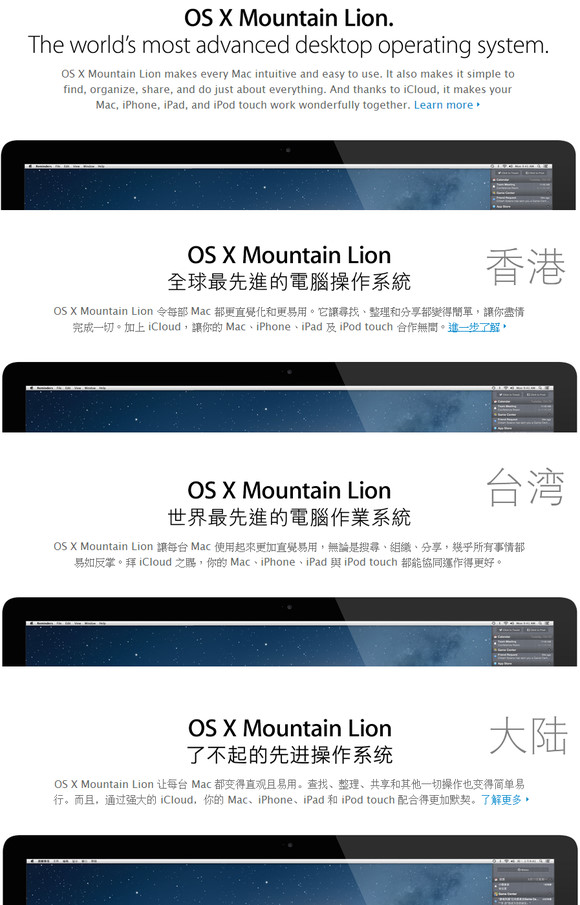 OS X Mountain Lion.
The world's most advanced desktop operating system.
OS X Mountain Lion makes every Mac intuitive and easy to use. It also makes it simple to
find, organize, share, and do just about everything. And thanks to iCloud, it makes your
Mac, iPhone, iPad, and iPod touch work wonderfully together. Learn more
OS X Mountain Lion
香港
全球最先進的電腦操作系統
OS X Mountain Lion 令每部 Mac 都更直覺化和更易用。它讓尋找、整理和分享都變得簡單，讓你盡情
完成一切。加上 iCloud，讓你的 Mac、iPhone、iPad 及 iPod touch 合作無間。進一步了解
OS X Mountain Lion
台湾
世界最先進的電腦作業系統
OS X Mountain Lion 讓每台 Mac 使用起來更加直覺易用，無論是搜尋、組織、分享，幾乎所有事情都
易如反掌。拜 iCloud 之賜，你的 Mac、iPhone、iPad 與 iPod touch 都能協同運作得更好。
OS X Mountain Lion
大陆
了不起的先进操作系统
OS X Mountain Lion 让每台 Mac 都变得直观且易用。查找、整理、共享和其他一切操作也变得简单易
行。而且，通过强大的 iCloud，你的 Mac、iPhone、iPad 和 iPod touch 配合得更加默契。了解更多